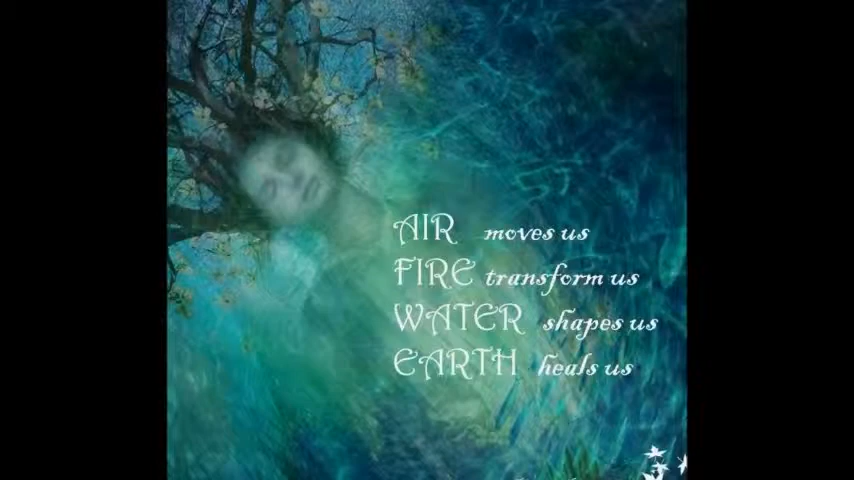 AIR moves us
FIRE transform us
WATER shapes us
EARTH heals us